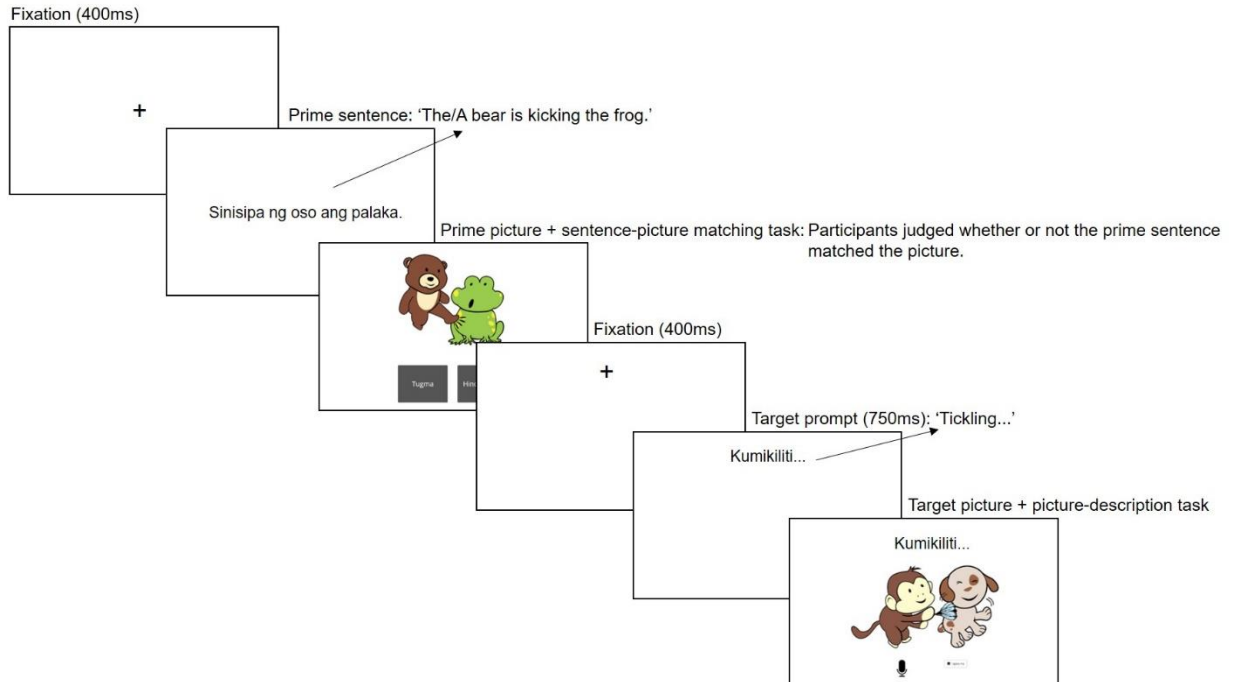 Fixation (400ms)
+
Prime sentence: ‘The/A bear is kicking the frog.’
Sinisipa ng oso ang palaka.
Prime picture + sentence-picture matching task: Participants judged whether or not the prime sentence
matched the picture.
Tugma
Fixation (400ms)
+
Target prompt (750ms): ‘Tickling...’
Kumikiliti...
Target picture + picture-description task
Kumikiliti...